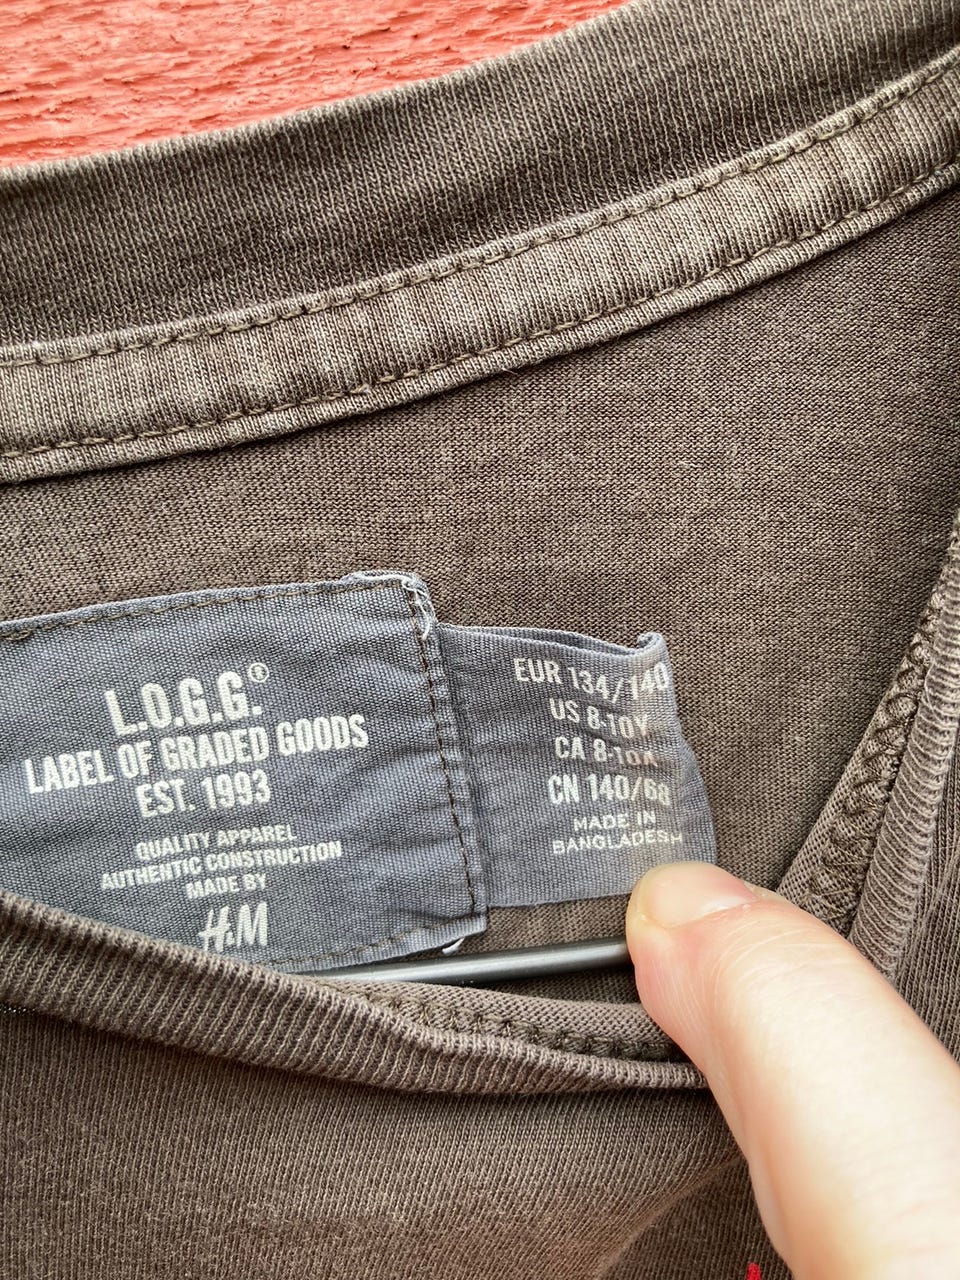 L.O.G.G.®
LABEL OF GRADED GOODS
EST. 1993
QUALITY APPAREL
AUTHENTIC CONSTRUCTION
MADE BY
H&M
EUR 134/140
US 8-10Y
CA 8-10A
CN 140/68
MADE IN
BANGLADESH